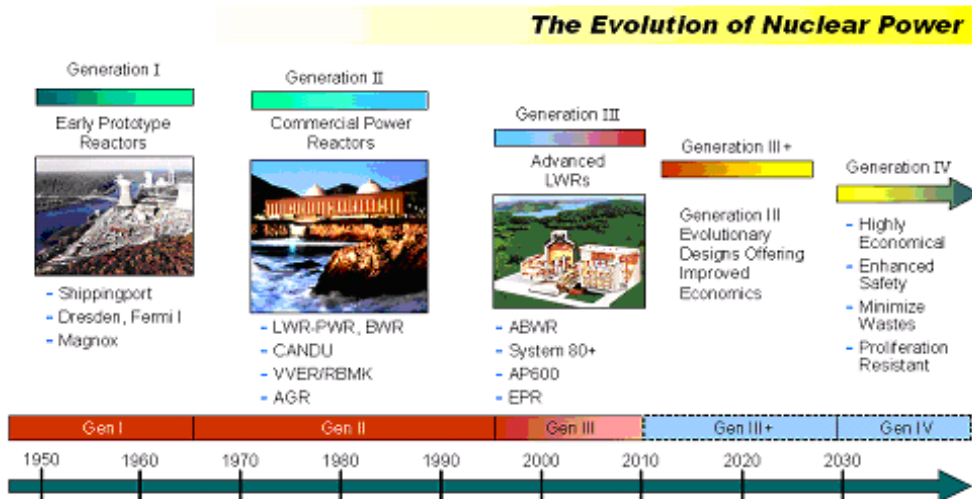 The Evolution of Nuclear Power
Generation I
Early Prototype
Reactors
- Shippingport
- Dresden, Fermi I
- Magnox
Generation II
Commercial Power
Reactors
- LWR-PWR, BWR
- CANDU
- VVER/RBMK
- AGR
Generation III
Advanced
LWRs
- ABWR
- System 80+
- AP600
- EPR
Generation III+
Generation III
Evolutionary
Designs Offering
Improved
Economics
Generation IV
- Highly
Economical
- Enhanced
Safety
- Minimize
Wastes
- Proliferation
Resistant
Gen I
Gen II
Gen III
Gen III+
Gen IV
1950
1960
1970
1980
1990
2000
2010
2020
2030